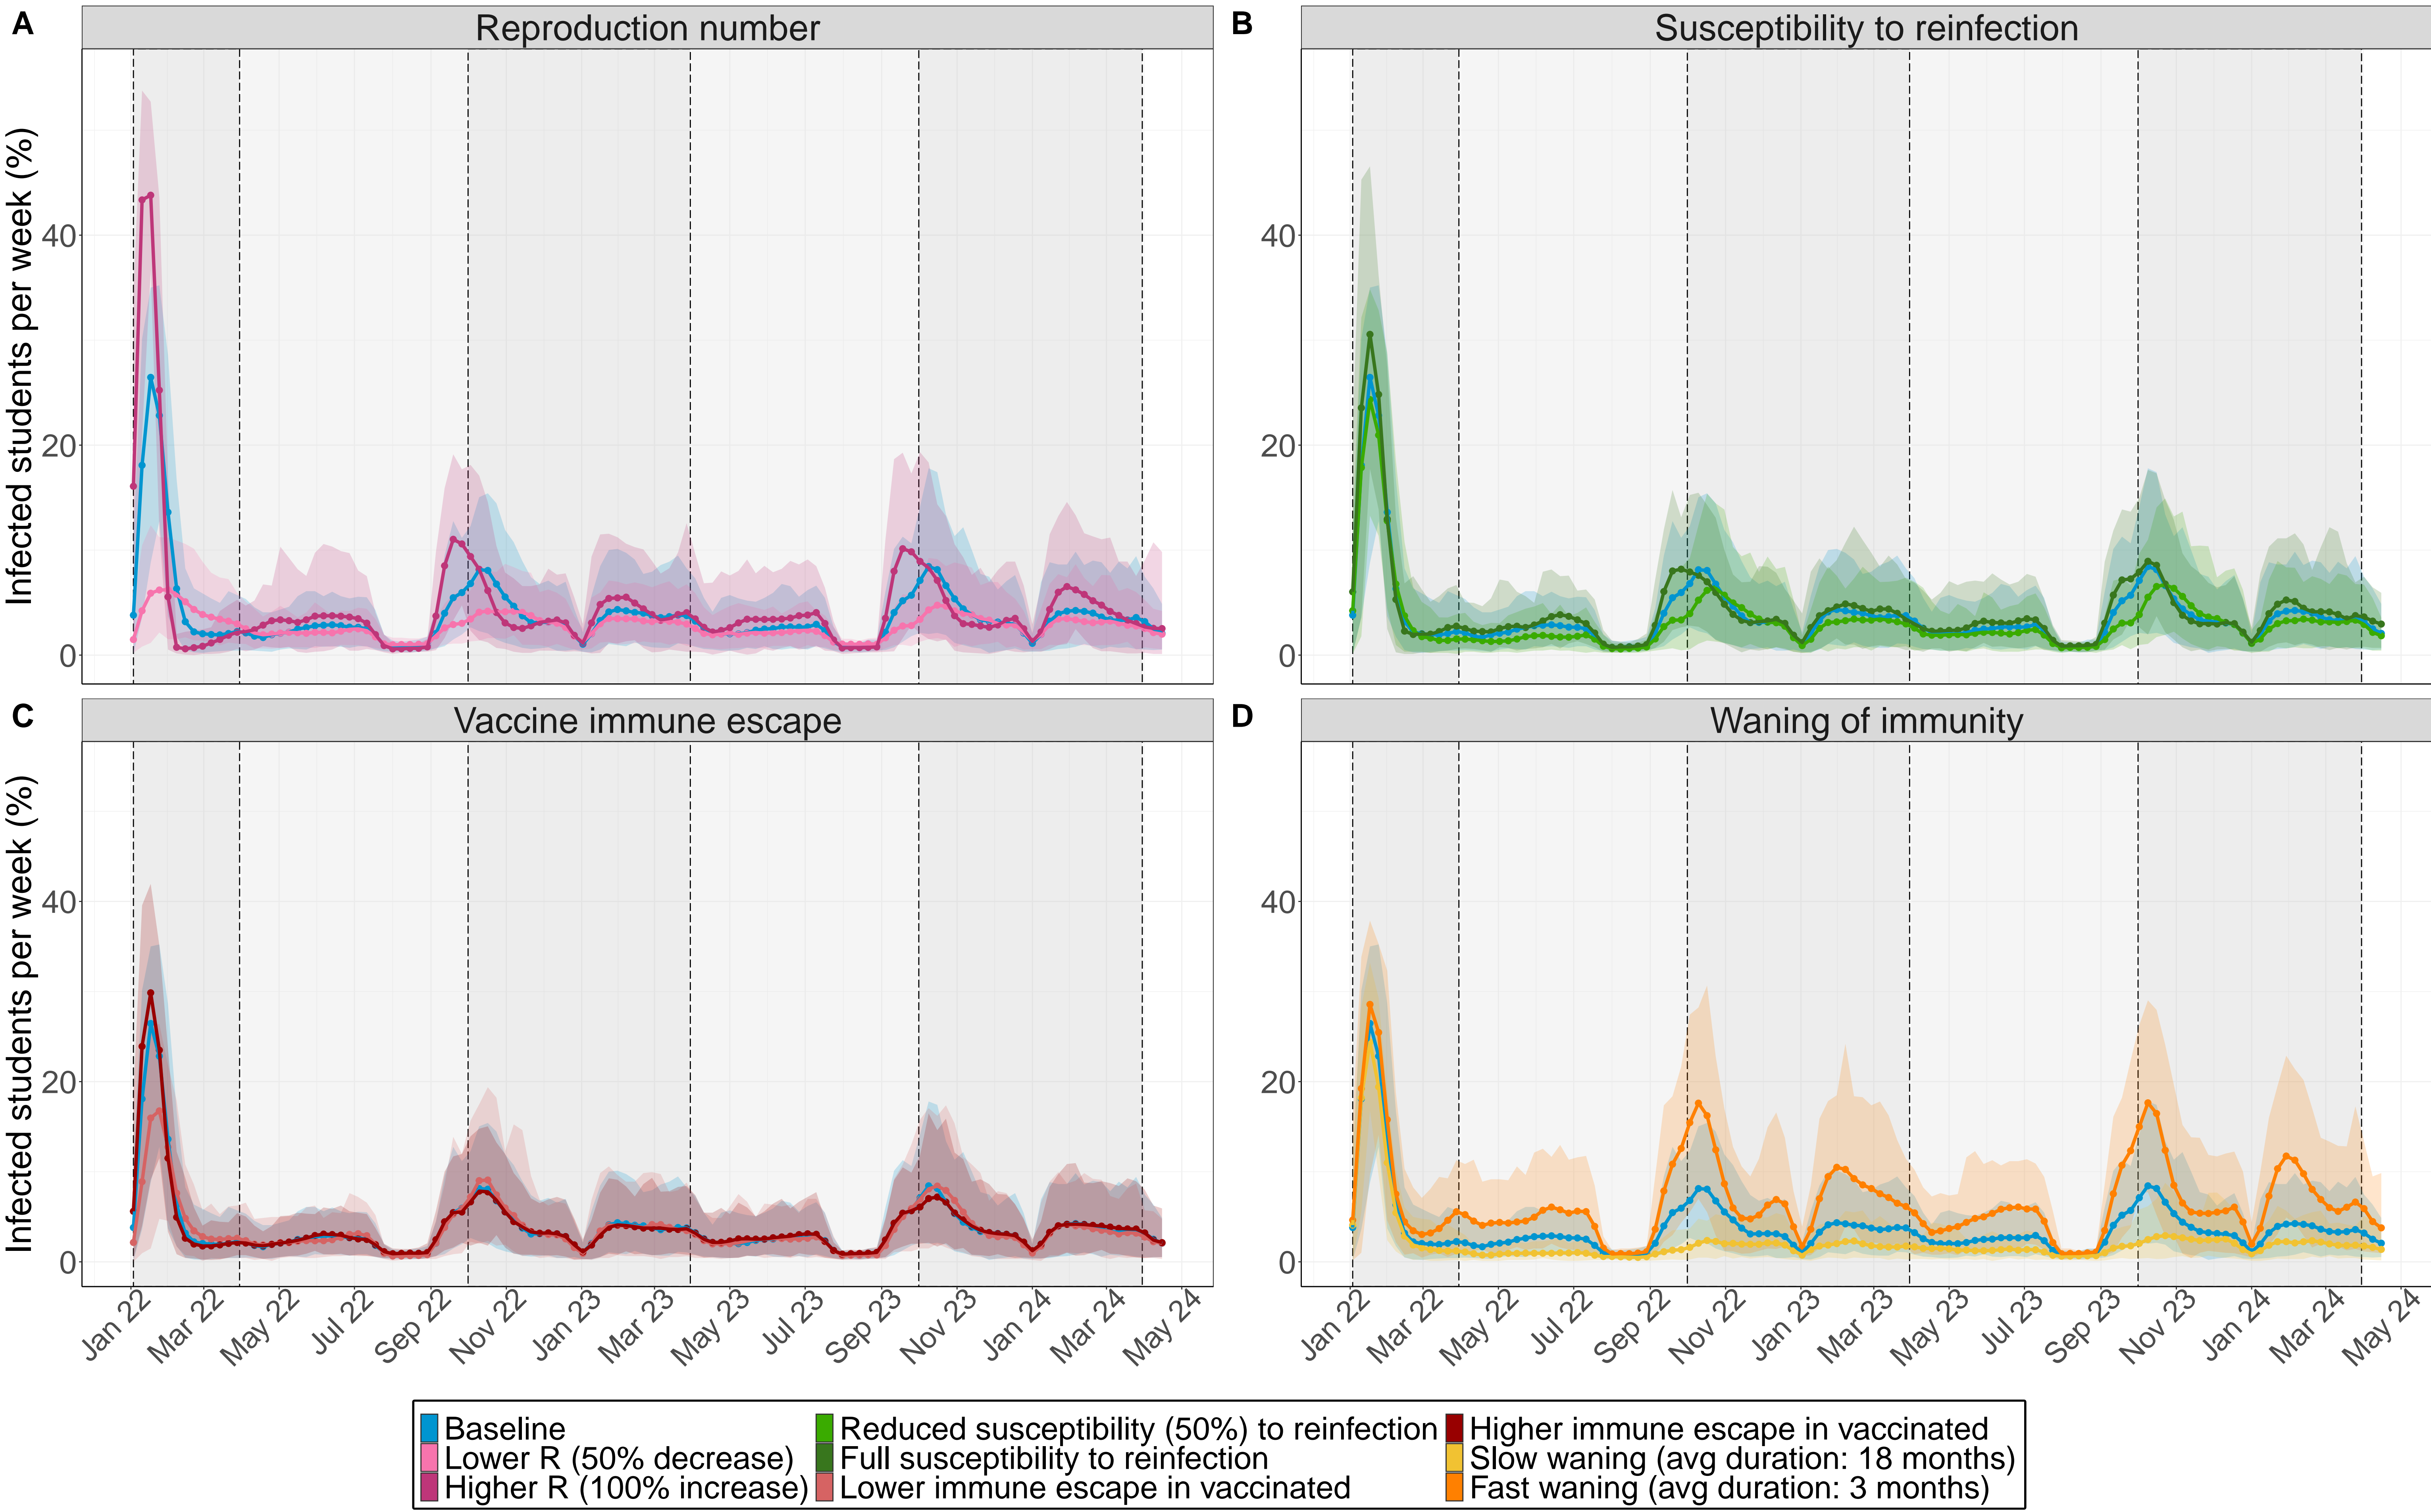 A
Reproduction number
B
Susceptibility to reinfection
Infected students per week (%)
40
20
0
40
20
0
C
Vaccine immune escape
D
Waning of immunity
Infected students per week (%)
40
20
0
40
20
0
Jan 22
Mar 22
May 22
Jul 22
Sep 22
Nov 22
Jan 23
Mar 23
May 23
Jul 23
Sep 23
Nov 23
Jan 24
Mar 24
May 24
Jan 22
Mar 22
May 22
Jul 22
Sep 22
Nov 22
Jan 23
Mar 23
May 23
Jul 23
Sep 23
Nov 23
Jan 24
Mar 24
May 24
Baseline
Lower R (50% decrease)
Higher R (100% increase)
Reduced susceptibility (50%) to reinfection
Full susceptibility to reinfection
Lower immune escape in vaccinated
Higher immune escape in vaccinated
Slow waning (avg duration: 18 months)
Fast waning (avg duration: 3 months)